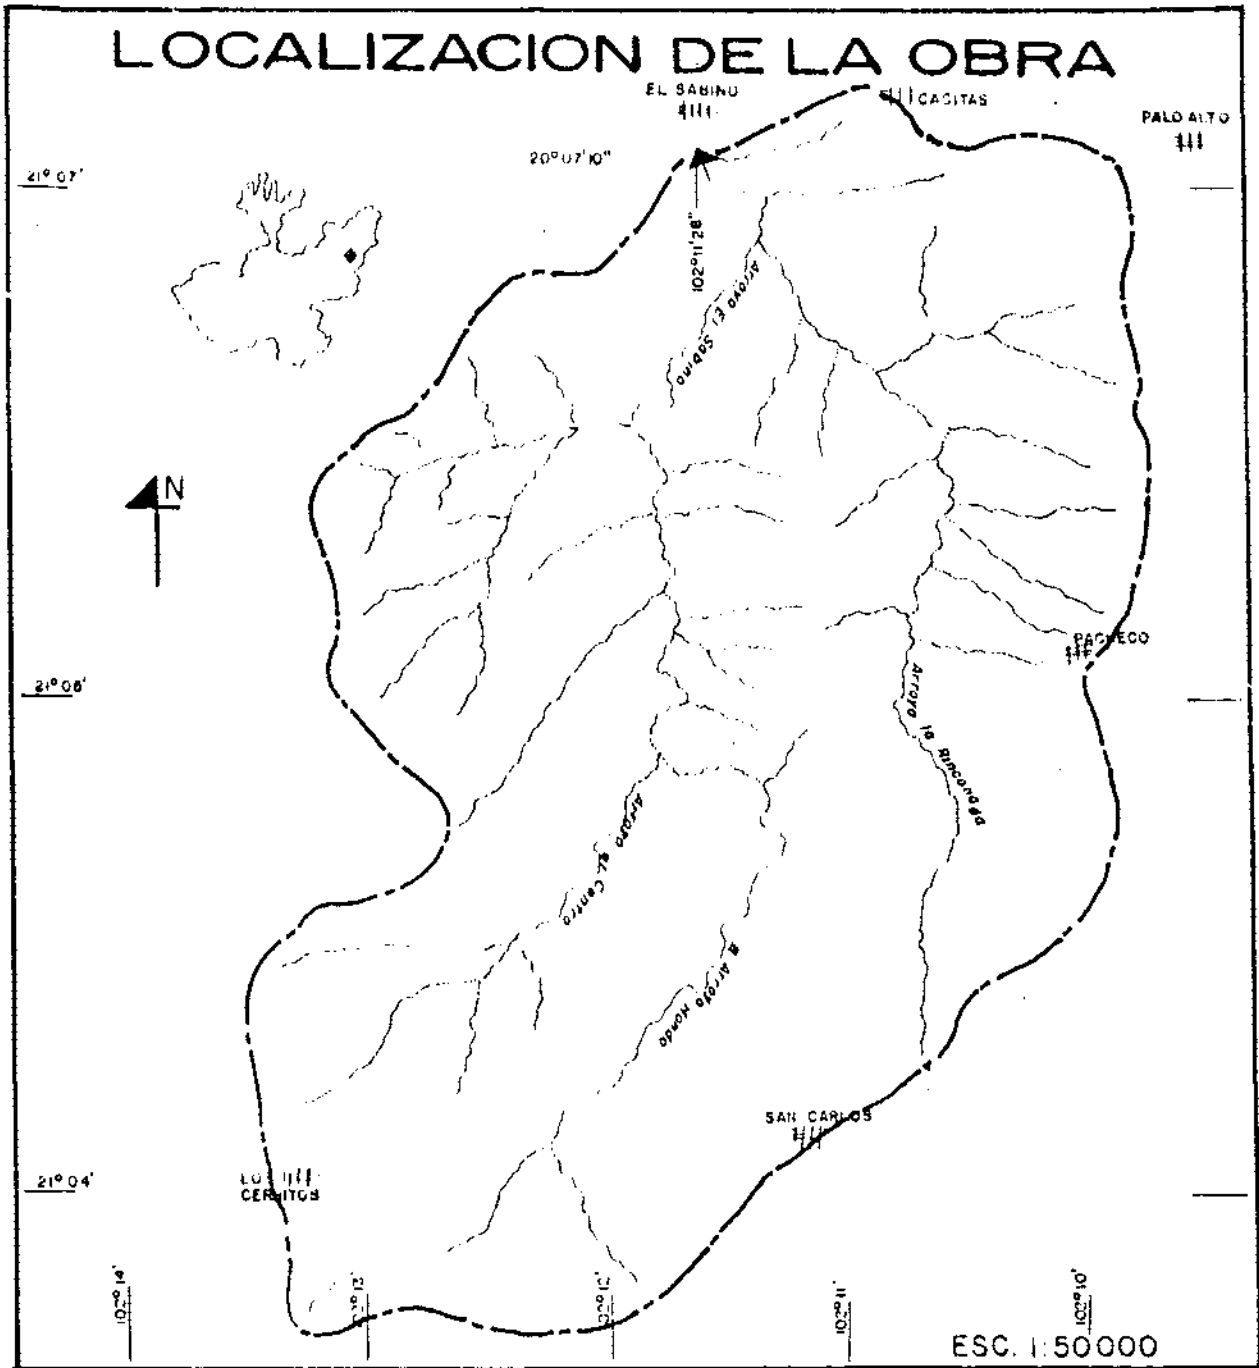 LOCALIZACION DE LA OBRA
EL SABINO
CASITAS
PALO ALTO
20°07'10"
21° 07'
102°11'28"
Arroyo El Sabino
N
PACHECO
21° 06'
Arroyo la Rinconada
Arroyo EL Centro
El Arroyo Hondo
SAN CARLOS
LOS
CERRITOS
21° 04'
102° 14'
102° 13'
102° 12'
102° 11'
102° 10'
ESC. 1:50000